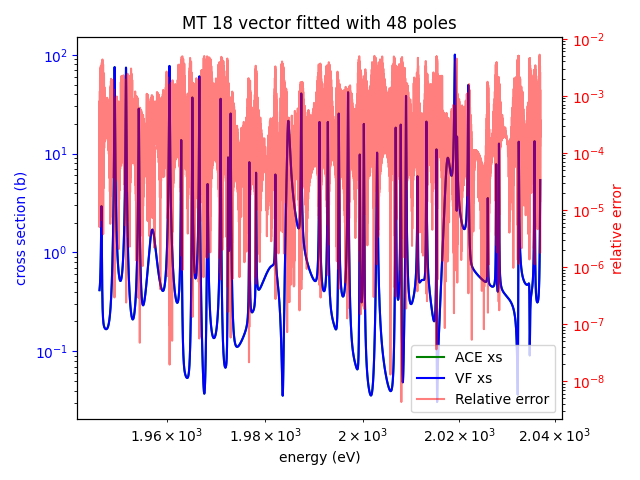 MT 18 vector fitted with 48 poles
10²
10¹
10⁰
10⁻¹
cross section (b)
10⁻²
10⁻³
10⁻⁴
10⁻⁵
10⁻⁶
10⁻⁷
10⁻⁸
relative error
ACE xs
VF xs
Relative error
1.96 × 10³ 1.98 × 10³ 2 × 10³ 2.02 × 10³ 2.04 × 10³
energy (eV)